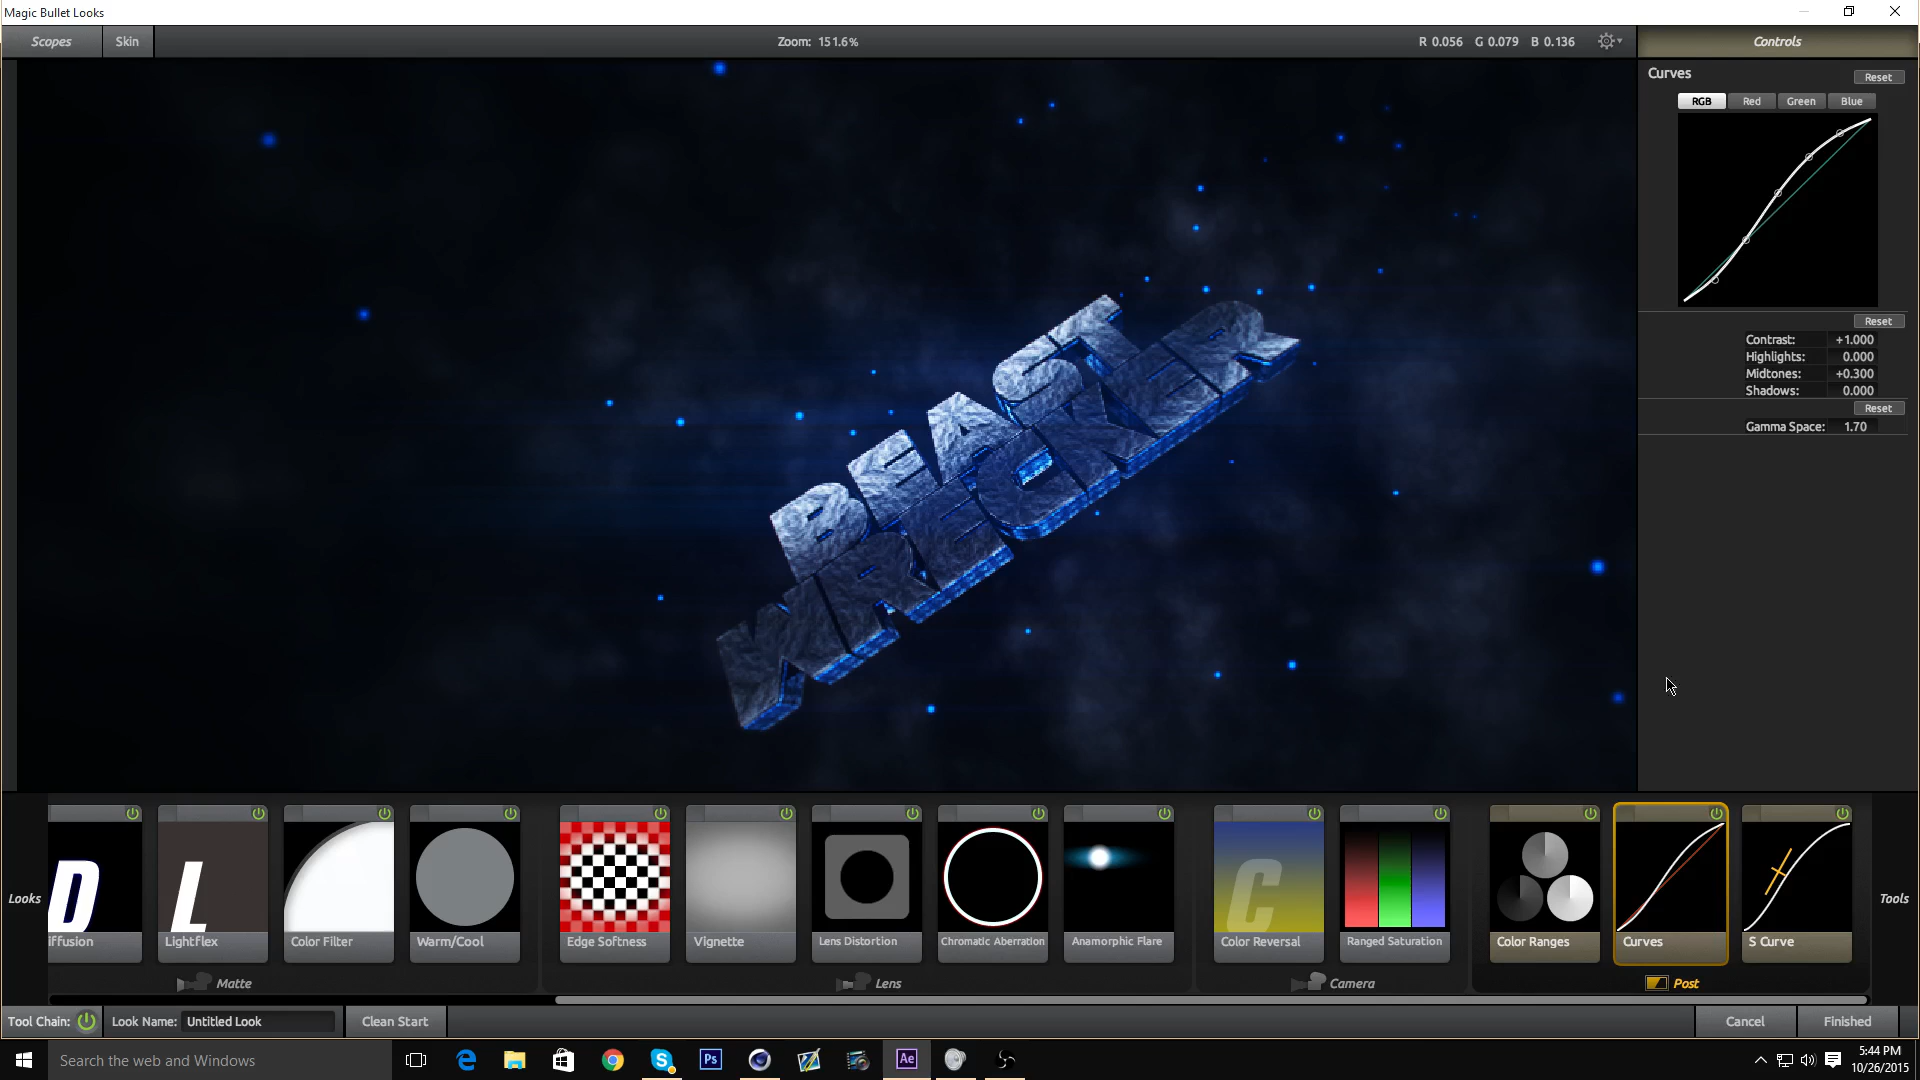 Magic Bullet Looks
Scopes
Skin
Zoom: 151.6%
R 0.056 G 0.079 B 0.136
Controls
Curves
Reset
RGB
Red
Green
Blue
Reset
Contrast: +1.000
Highlights: 0.000
Midtones: +0.300
Shadows: 0.000
Reset
Gamma Space: 1.70
BEAST
WRECKER
Looks
D
iffusion
L
Lightflex
Color Filter
Warm/Cool
Edge Softness
Vignette
Lens Distortion
Chromatic Aberration
Anamorphic Flare
C
Color Reversal
Ranged Saturation
Color Ranges
Curves
S Curve
Tools
Matte
Lens
Camera
Post
Tool Chain:
Look Name: Untitled Look
Clean Start
Cancel
Finished
Search the web and Windows
Ps
Ae
5:44 PM
10/26/2015